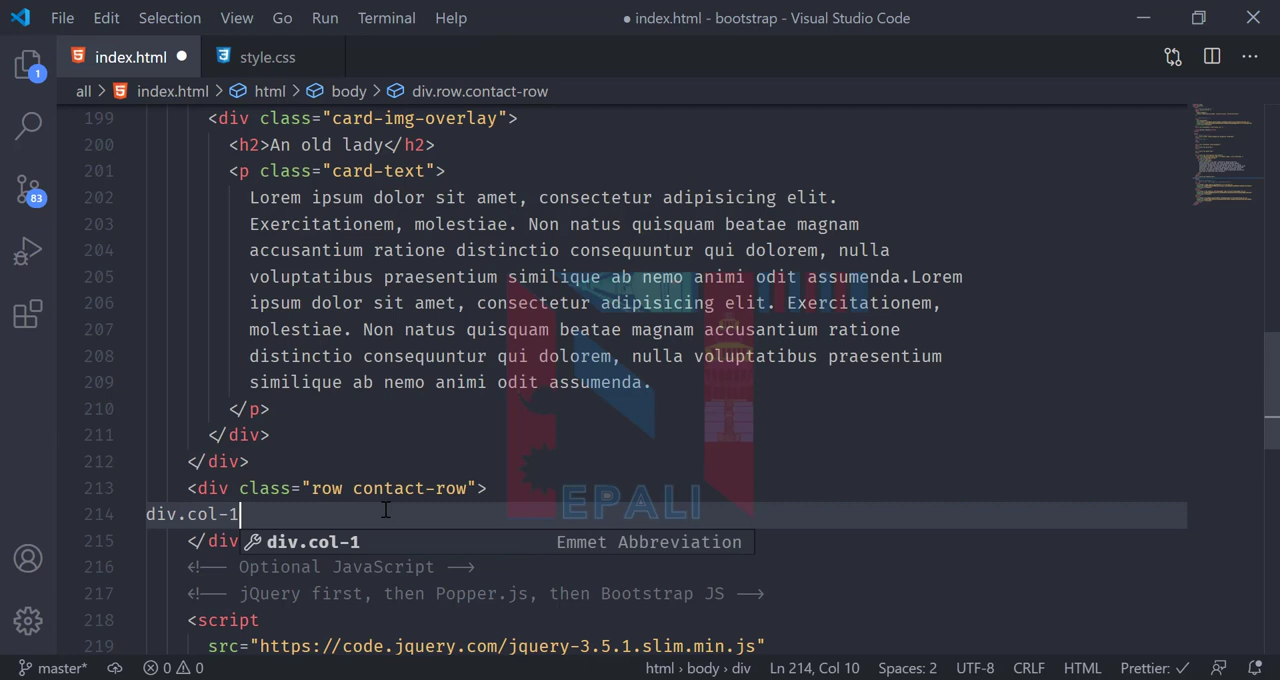 File Edit Selection View Go Run Terminal Help ● index.html - bootstrap - Visual Studio Code
index.html ● style.css
1
all > index.html > html > body > div.row.contact-row
199 <div class="card-img-overlay">
200 <h2>An old lady</h2>
201 <p class="card-text">
202 Lorem ipsum dolor sit amet, consectetur adipisicing elit.
83
203 Exercitationem, molestiae. Non natus quisquam beatae magnam
204 accusantium ratione distinctio consequuntur qui dolorem, nulla
205 voluptatibus praesentium similique ab nemo animi odit assumenda.Lorem
206 ipsum dolor sit amet, consectetur adipisicing elit. Exercitationem,
207 molestiae. Non natus quisquam beatae magnam accusantium ratione
208 distinctio consequuntur qui dolorem, nulla voluptatibus praesentium
209 similique ab nemo animi odit assumenda.
210 </p>
211 </div>
212 </div>
213 <div class="row contact-row">
EPALI
214 div.col-1
215 </div
div.col-1 Emmet Abbreviation
216 <!-- Optional JavaScript -->
217 <!-- jQuery first, then Popper.js, then Bootstrap JS -->
218 <script
219 src="https://code.jquery.com/jquery-3.5.1.slim.min.js"
master* 0 0 html › body › div Ln 214, Col 10 Spaces: 2 UTF-8 CRLF HTML Prettier: ✓